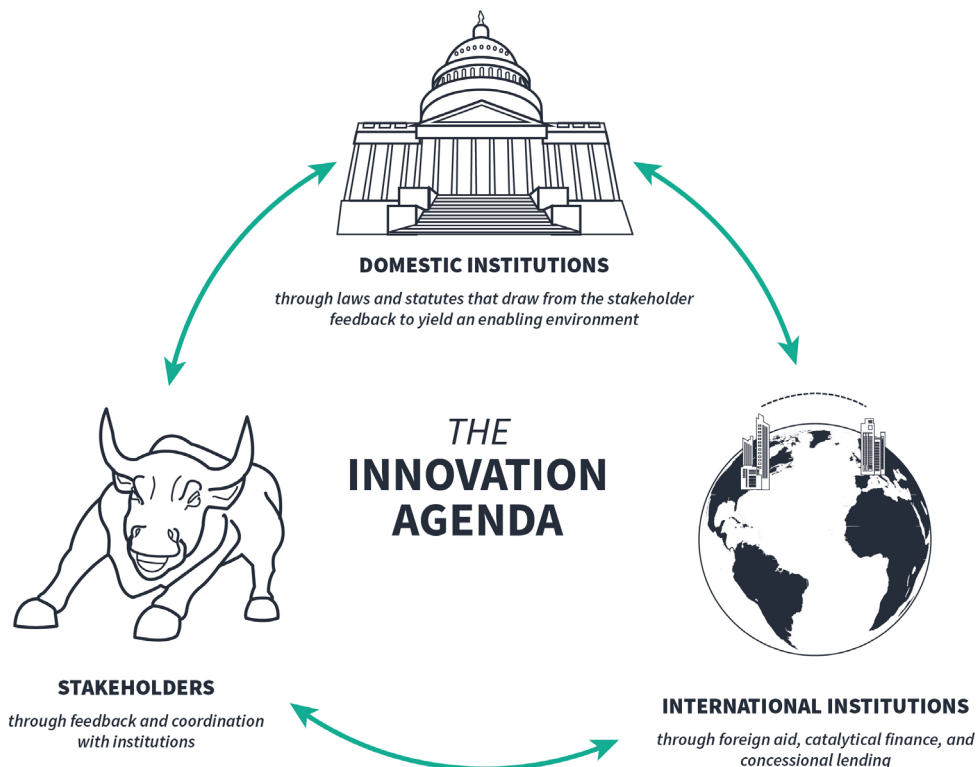 DOMESTIC INSTITUTIONS
through laws and statutes that draw from the stakeholder
feedback to yield an enabling environment
THE
INNOVATION
AGENDA
STAKEHOLDERS
through feedback and coordination
with institutions
INTERNATIONAL INSTITUTIONS
through foreign aid, catalytical finance, and
concessional lending